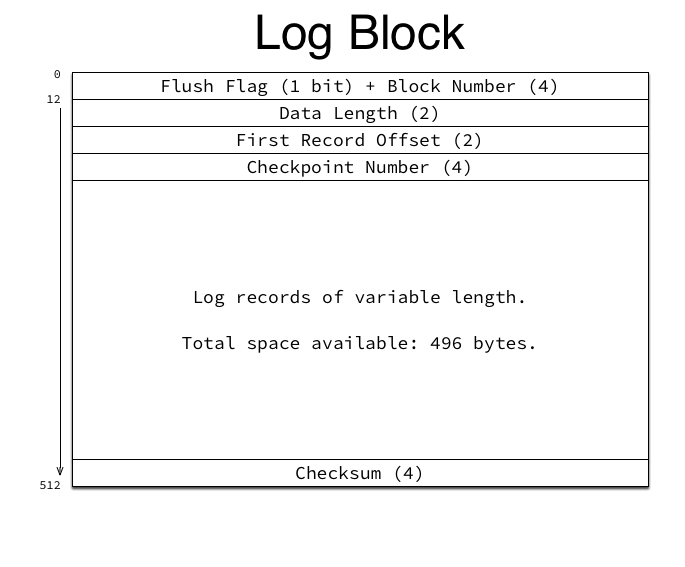 Log Block
0
Flush Flag (1 bit) + Block Number (4)
12
Data Length (2)
First Record Offset (2)
Checkpoint Number (4)
Log records of variable length.
Total space available: 496 bytes.
Checksum (4)
512